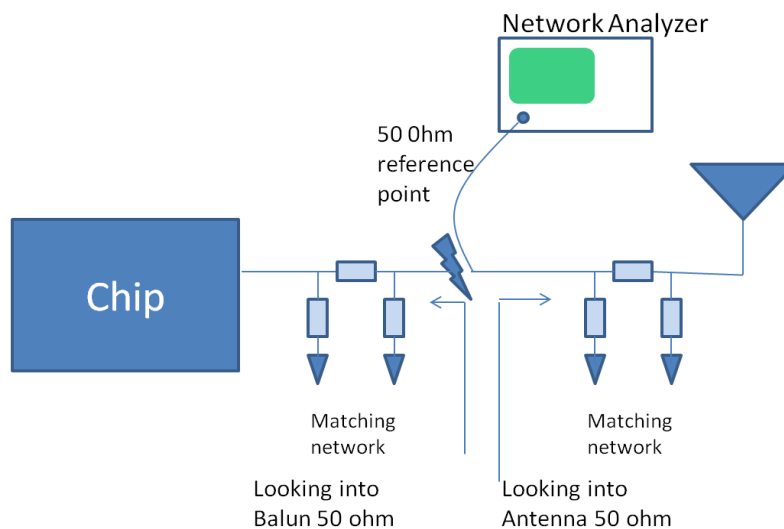 Network Analyzer
50 Ohm
reference
point
Chip
Matching
network
Matching
network
Looking into
Balun 50 ohm
Looking into
Antenna 50 ohm